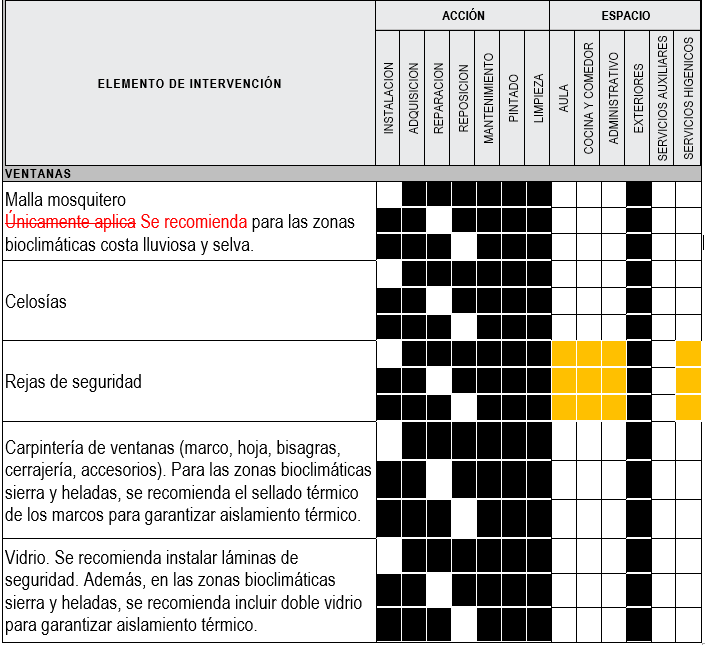 ACCIÓN
ESPACIO
ELEMENTO DE INTERVENCIÓN
INSTALACION
ADQUISICION
REPARACION
REPOSICION
MANTENIMIENTO
PINTADO
LIMPIEZA
AULA
COCINA Y COMEDOR
ADMINISTRATIVO
EXTERIORES
SERVICIOS AUXILIARES
SERVICIOS HIGENICOS
VENTANAS
Malla mosquitero
Únicamente aplica Se recomienda para las zonas
bioclimáticas costa lluviosa y selva.
Celosías
Rejas de seguridad
Carpintería de ventanas (marco, hoja, bisagras,
cerrajería, accesorios). Para las zonas bioclimáticas
sierra y heladas, se recomienda el sellado térmico
de los marcos para garantizar aislamiento térmico.
Vidrio. Se recomienda instalar láminas de
seguridad. Además, en las zonas bioclimáticas
sierra y heladas, se recomienda incluir doble vidrio
para garantizar aislamiento térmico.